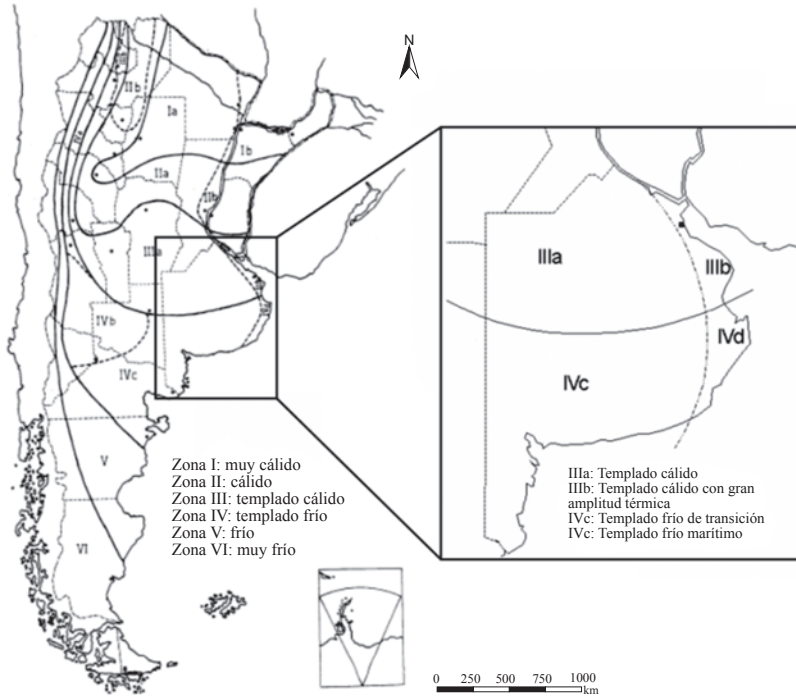 N
IIb
Ia
Ib
IIa
IIb
IIIa
IVb
IVc
V
VI
IIIa
IIIb
IVd
IVc
Zona I: muy cálido
Zona II: cálido
Zona III: templado cálido
Zona IV: templado frío
Zona V: frío
Zona VI: muy frío
IIIa: Templado cálido
IIIb: Templado cálido con gran
amplitud térmica
IVc: Templado frío de transición
IVc: Templado frío marítimo
0 250 500 750 1000
km